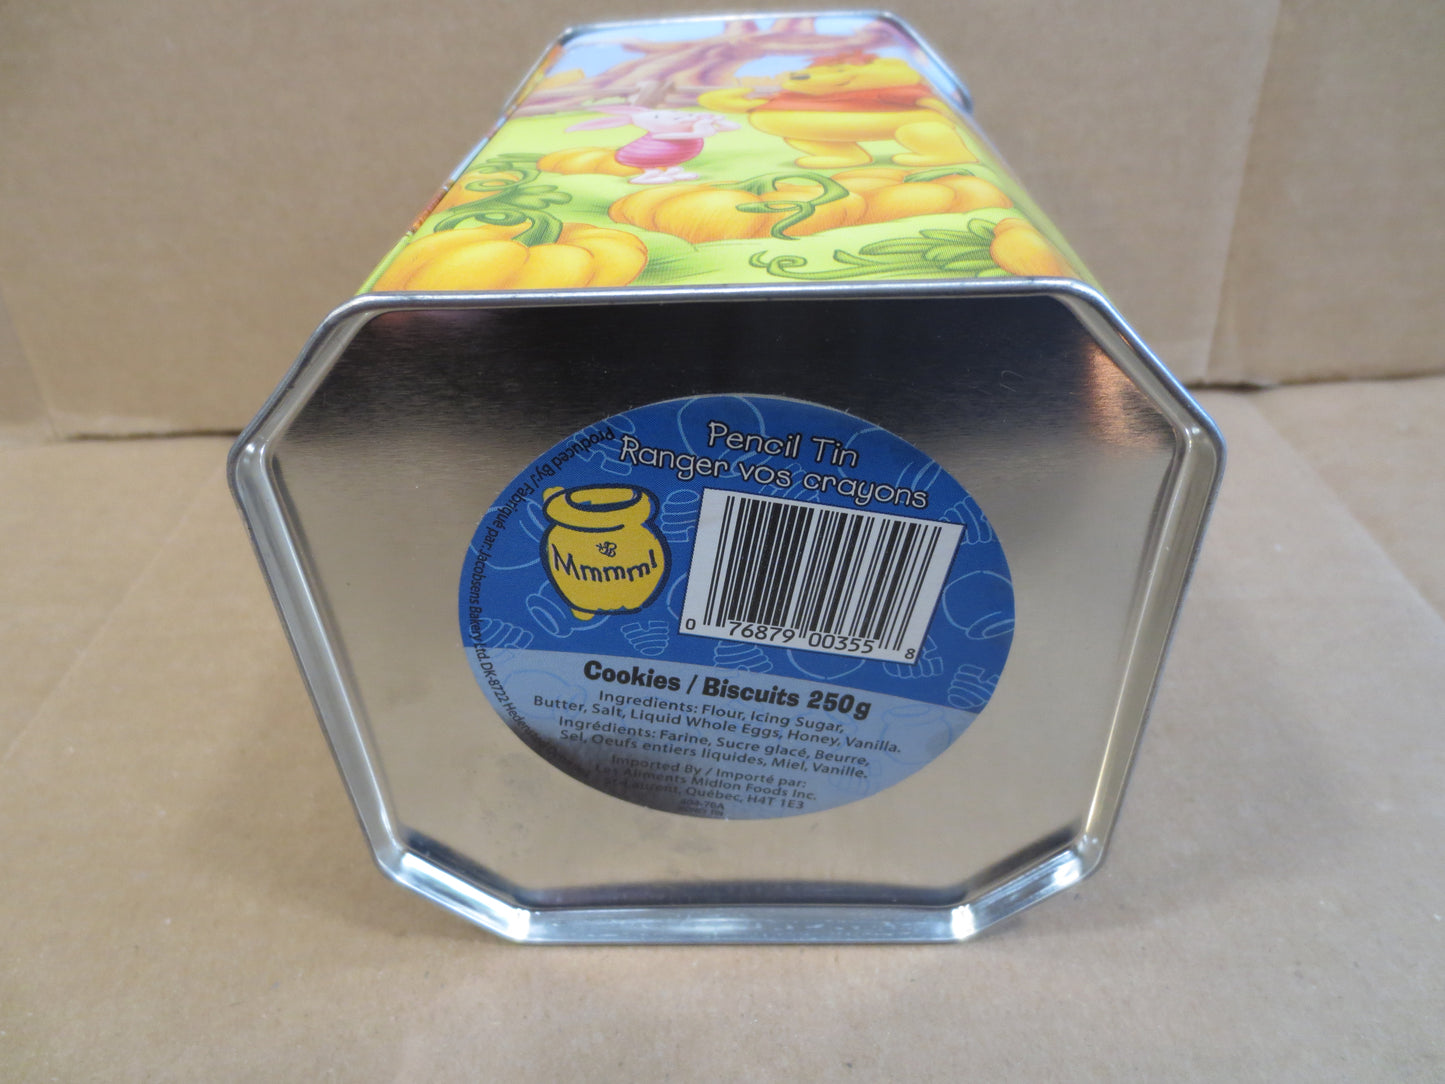 Pencil Tin
Ranger vos crayons
Produced By:/ Fabriqué par: Jacobsens Bakery Ltd.DK-8722
Mmmm!
0 76879 00355 8
Cookies / Biscuits 250g
Ingredients: Flour, Icing Sugar,
Butter, Salt, Liquid Whole Eggs, Honey, Vanilla.
Ingrédients: Farine, Sucre glacé, Beurre,
Sel, Oeufs entiers liquides, Miel, Vanille.
Imported By / Importé par:
Les Aliments Midlon Foods Inc.
St-Laurent, Québec, H4T 1E3